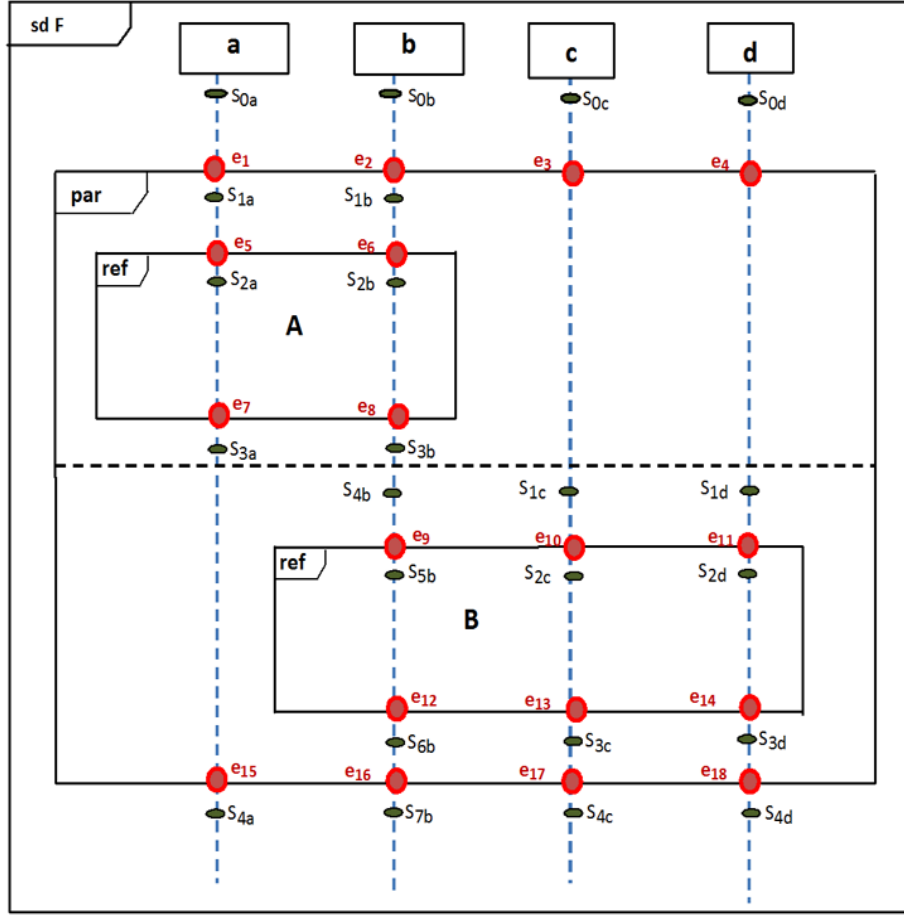 sd F
a b c d
S0a S0b S0c S0d
e1 e2 e3 e4
par
S1a S1b
e5 e6
ref
S2a S2b
A
e7 e8
S3a S3b
S4b S1c S1d
e9 e10 e11
ref
S5b S2c S2d
B
e12 e13 e14
S6b S3c S3d
e15 e16 e17 e18
S4a S7b S4c S4d